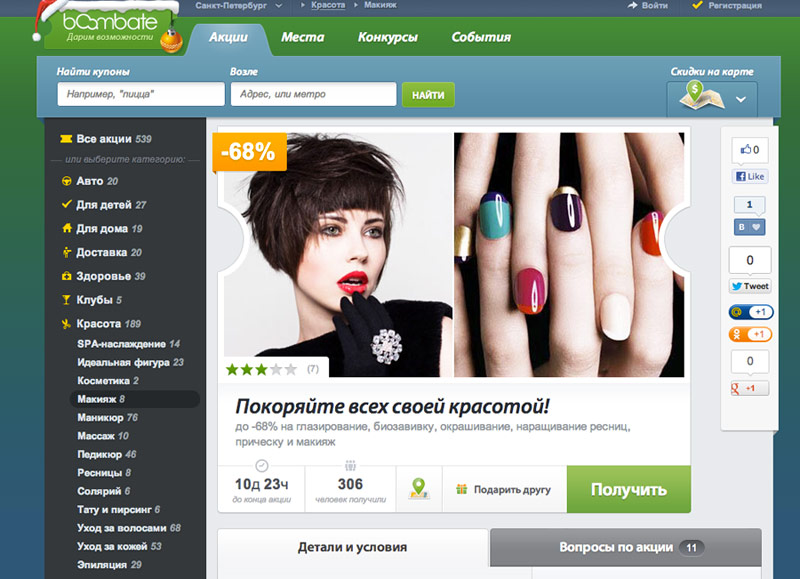 Санкт-Петербург Красота Макияж Войти Регистрация
bOombate
Дарим возможности
Акции Места Конкурсы События
Найти купоны Возле Скидки на карте
Например, "пицца" Адрес, или метро НАЙТИ
$
Все акции 539
или выберите категорию:
Авто 20
Для детей 27
Для дома 19
Доставка 20
Здоровье 39
Клубы 5
Красота 189
SPA-наслаждение 14
Идеальная фигура 23
Косметика 2
Макияж 8
Маникюр 76
Массаж 10
Педикюр 46
Ресницы 8
Солярий 6
Тату и пирсинг 6
Уход за волосами 68
Уход за кожей 53
Эпиляция 29
-68%
(7)
Покоряйте всех своей красотой!
до -68% на глазирование, биозавивку, окрашивание, наращивание ресниц,
прическу и макияж
10д 23ч
до конца акции
306
человек получили
Подарить другу
Получить
Детали и условия
Вопросы по акции 11
0
Like
1
В
0
Tweet
@ +1
+1
0
g +1